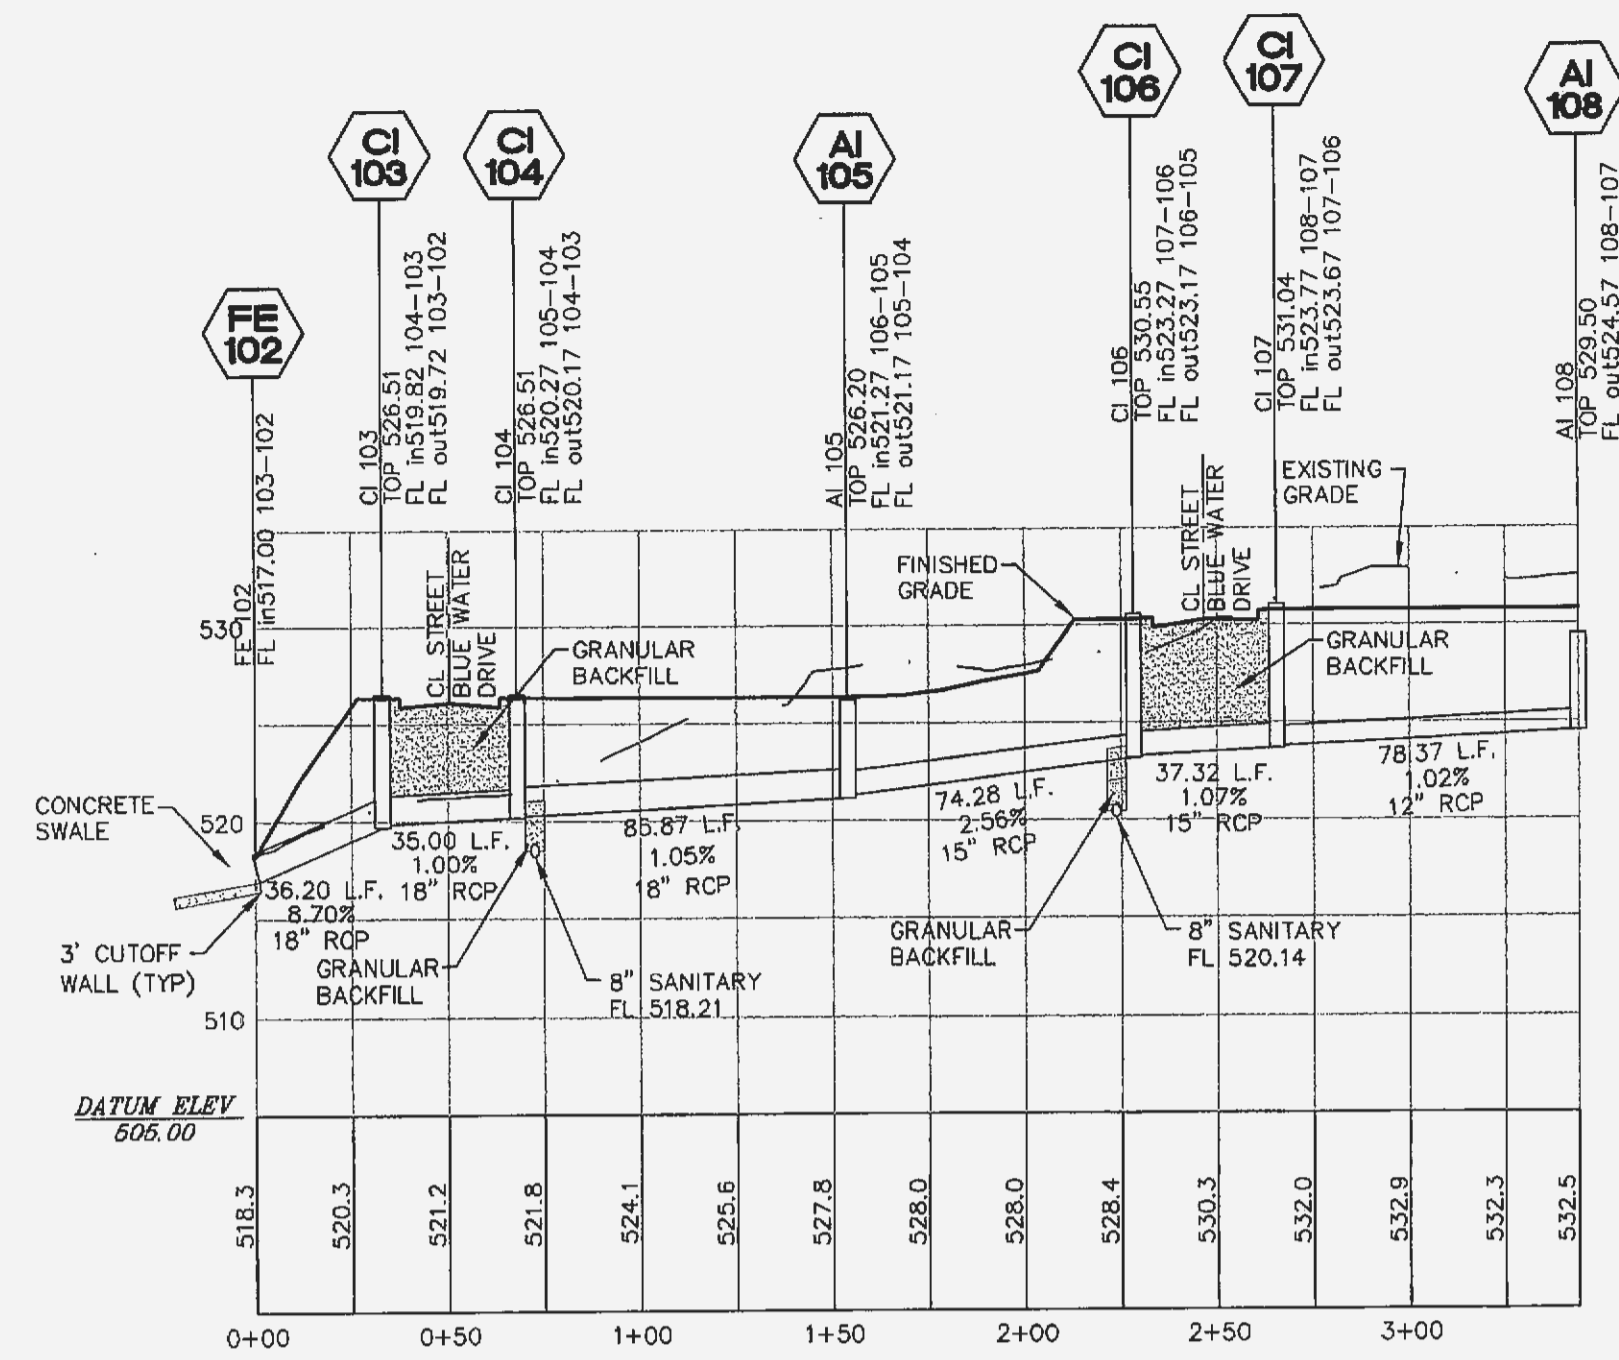 CI
106
CI
107
AI
108
CI
103
CI
104
AI
105
FE
102
FE 102
FL in517.00 103-102
CI 103
TOP 526.51
FL in519.82 104-103
FL out519.72 103-102
CI 104
TOP 526.51
FL in520.27 105-104
FL out520.17 104-103
AI 105
TOP 526.20
FL in521.27 106-105
FL out521.17 105-104
CI 106
TOP 530.55
FL in523.27 107-106
FL out523.17 106-105
CI 107
TOP 531.04
FL in523.77 108-107
FL out523.67 107-106
AI 108
TOP 529.50
FL out524.57 108-107
EXISTING
GRADE
FINISHED
GRADE
CL STREET
BLUE WATER
DRIVE
CL STREET
BLUE WATER
DRIVE
GRANULAR
BACKFILL
GRANULAR
BACKFILL
530
520
510
CONCRETE
SWALE
36.20 L.F.
8.70%
18" RCP
35.00 L.F.
1.00%
18" RCP
85.87 L.F.
1.05%
18" RCP
74.28 L.F.
2.56%
15" RCP
37.32 L.F.
1.07%
15" RCP
78.37 L.F.
1.02%
12" RCP
3' CUTOFF
WALL (TYP)
GRANULAR
BACKFILL
8" SANITARY
FL 518.21
GRANULAR
BACKFILL
8" SANITARY
FL 520.14
DATUM ELEV
505.00
518.3
520.3
521.2
521.8
524.1
525.6
527.8
528.0
528.0
528.4
530.3
532.0
532.9
532.3
532.5
0+00
0+50
1+00
1+50
2+00
2+50
3+00